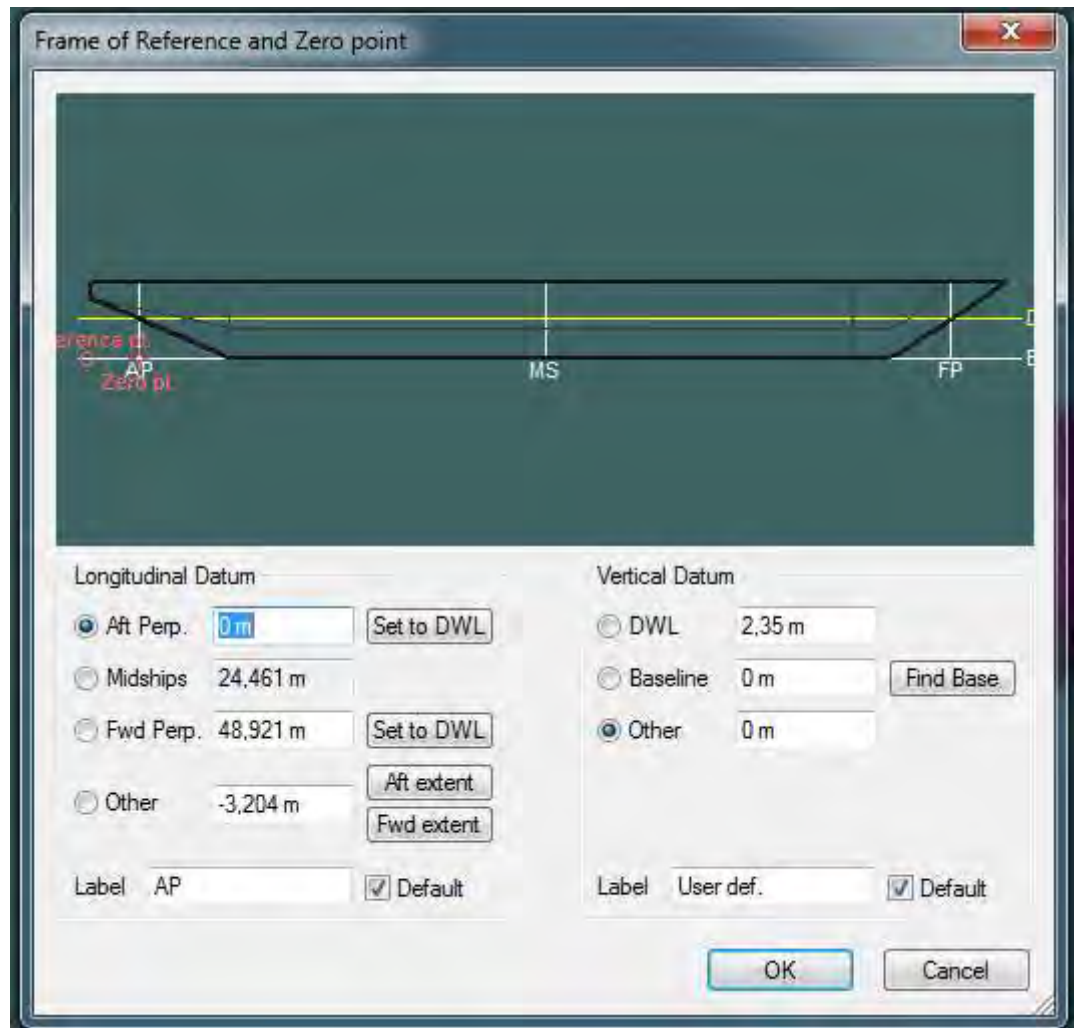 Frame of Reference and Zero point
AP
Zero pt.
MS
FP
Longitudinal Datum
Aft Perp. 0 m Set to DWL
Midships 24,461 m
Fwd Perp. 48,921 m Set to DWL
Other -3,204 m Aft extent
Fwd extent
Label AP Default
Vertical Datum
DWL 2,35 m
Baseline 0 m Find Base
Other 0 m
Label User def. Default
OK Cancel